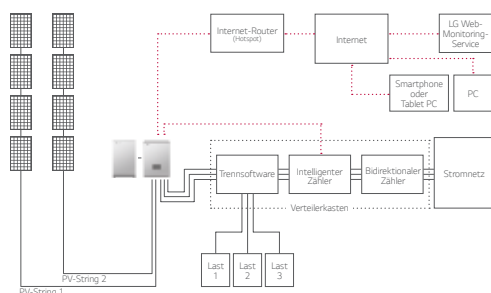 Internet-Router
(Hotspot)
Internet
LG Web-
Monitoring-
Service
Smartphone
oder
Tablet PC
PC
Trennsoftware
Intelligenter
Zähler
Bidirektionaler
Zähler
Stromnetz
Verteilerkasten
Last
1
Last
2
Last
3
PV-String 2
PV-String 1